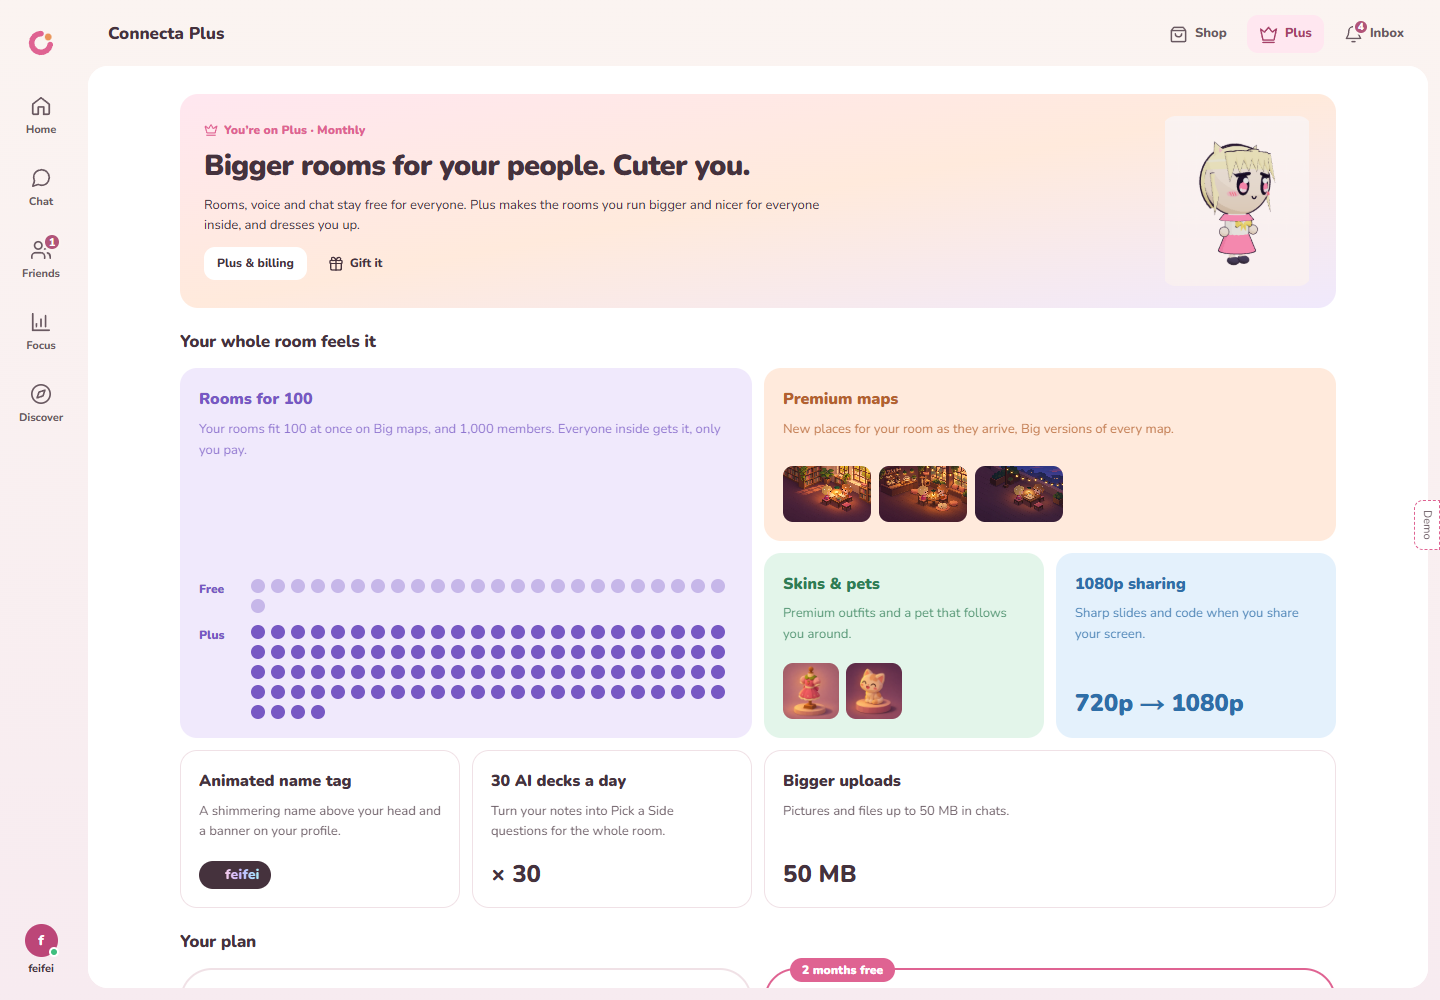 Connecta Plus
Shop
Plus
4
Inbox
Home
Chat
1
Friends
Focus
Discover
You're on Plus · Monthly
Bigger rooms for your people. Cuter you.
Rooms, voice and chat stay free for everyone. Plus makes the rooms you run bigger and nicer for everyone
inside, and dresses you up.
Plus & billing
Gift it
Your whole room feels it
Rooms for 100
Your rooms fit 100 at once on Big maps, and 1,000 members. Everyone inside gets it, only
you pay.
Free
Plus
Premium maps
New places for your room as they arrive, Big versions of every map.
Skins & pets
Premium outfits and a pet that follows
you around.
1080p sharing
Sharp slides and code when you share
your screen.
720p → 1080p
Demo
Animated name tag
A shimmering name above your head and
a banner on your profile.
feifei
30 AI decks a day
Turn your notes into Pick a Side
questions for the whole room.
× 30
Bigger uploads
Pictures and files up to 50 MB in chats.
50 MB
Your plan
2 months free
f
feifei